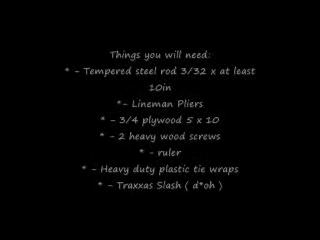 Things you will need:
* - Tempered steel rod 3/32 x at least
10in
*- Lineman Pliers
* - 3/4 plywood 5 x 10
* - 2 heavy wood screws
* - ruler
* - Heavy duty plastic tie wraps
* - Traxxas Slash ( d*oh )